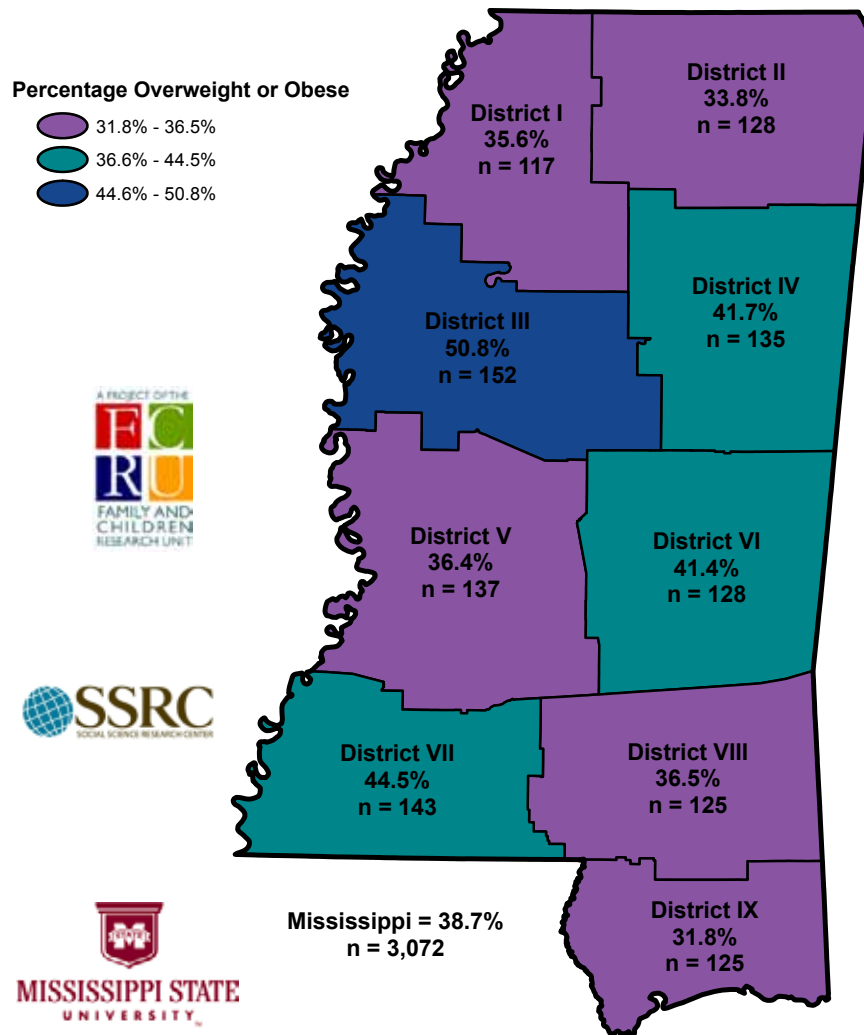 Percentage Overweight or Obese
31.8% - 36.5%
36.6% - 44.5%
44.6% - 50.8%
District I
35.6%
n = 117
District II
33.8%
n = 128
District III
50.8%
n = 152
District IV
41.7%
n = 135
District V
36.4%
n = 137
District VI
41.4%
n = 128
District VII
44.5%
n = 143
District VIII
36.5%
n = 125
District IX
31.8%
n = 125
Mississippi = 38.7%
n = 3,072
A PROJECT OF THE
FC
RU
FAMILY AND
CHILDREN
RESEARCH UNIT
SSRC
SOCIAL SCIENCE RESEARCH CENTER
M
STATE
MISSISSIPPI STATE
UNIVERSITY™